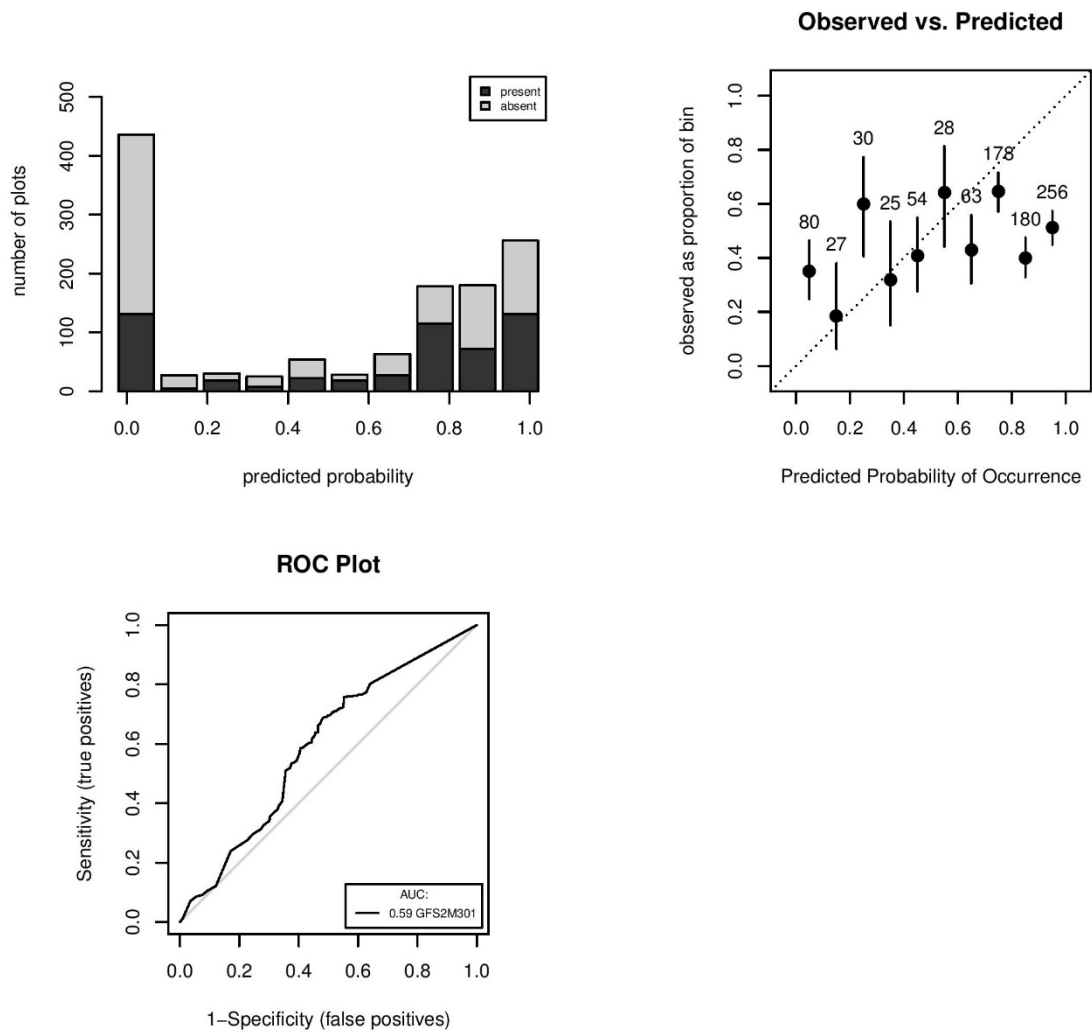 number of plots
500
400
300
200
100
0
present
absent
0.0 0.2 0.4 0.6 0.8 1.0
predicted probability
Observed vs. Predicted
observed as proportion of bin
1.0
0.8
0.6
0.4
0.2
0.0
80
27
30
25
54
28
63
178
180
256
0.0 0.2 0.4 0.6 0.8 1.0
Predicted Probability of Occurrence
ROC Plot
Sensitivity (true positives)
1.0
0.8
0.6
0.4
0.2
0.0
AUC:
0.59 GFS2M301
0.0 0.2 0.4 0.6 0.8 1.0
1−Specificity (false positives)